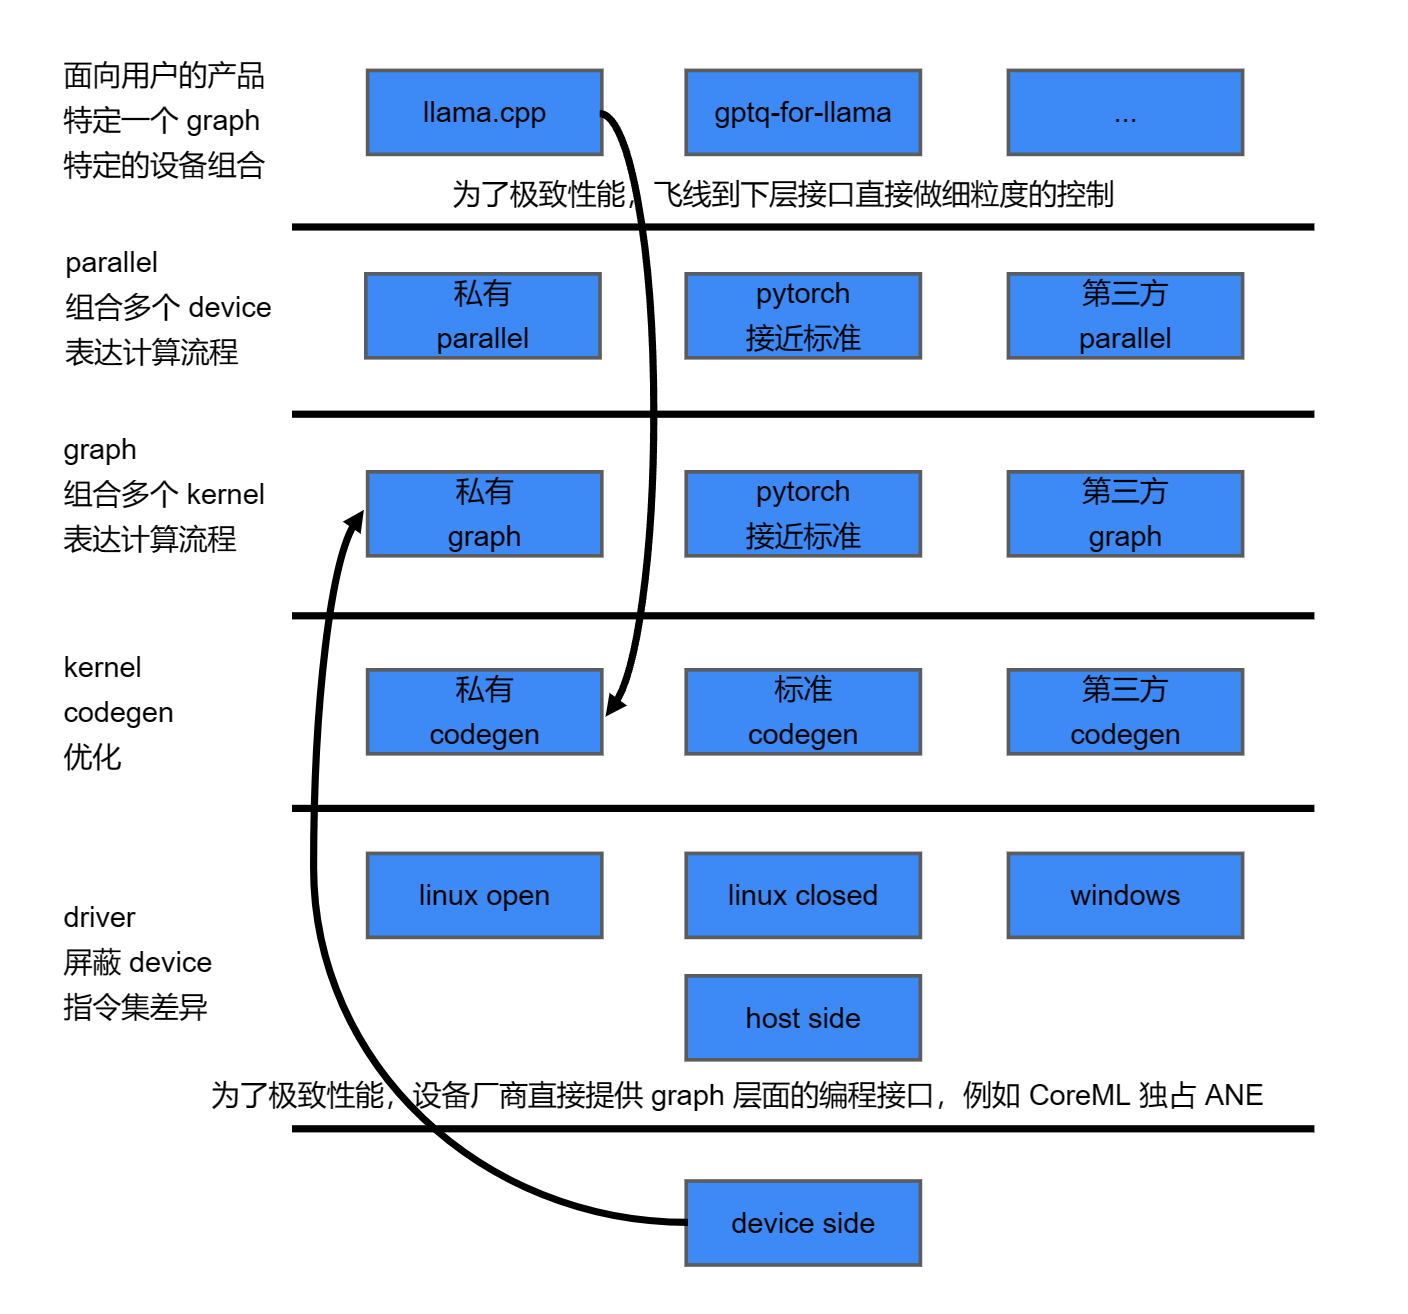 面向用户的产品
特定一个 graph
特定的设备组合
llama.cpp
gptq-for-llama
...
为了极致性能，飞线到下层接口直接做细粒度的控制
parallel
组合多个 device
表达计算流程
私有
parallel
pytorch
接近标准
第三方
parallel
graph
组合多个 kernel
表达计算流程
私有
graph
pytorch
接近标准
第三方
graph
kernel
codegen
优化
私有
codegen
标准
codegen
第三方
codegen
driver
屏蔽 device
指令集差异
linux open
linux closed
windows
host side
为了极致性能，设备厂商直接提供 graph 层面的编程接口，例如 CoreML 独占 ANE
device side